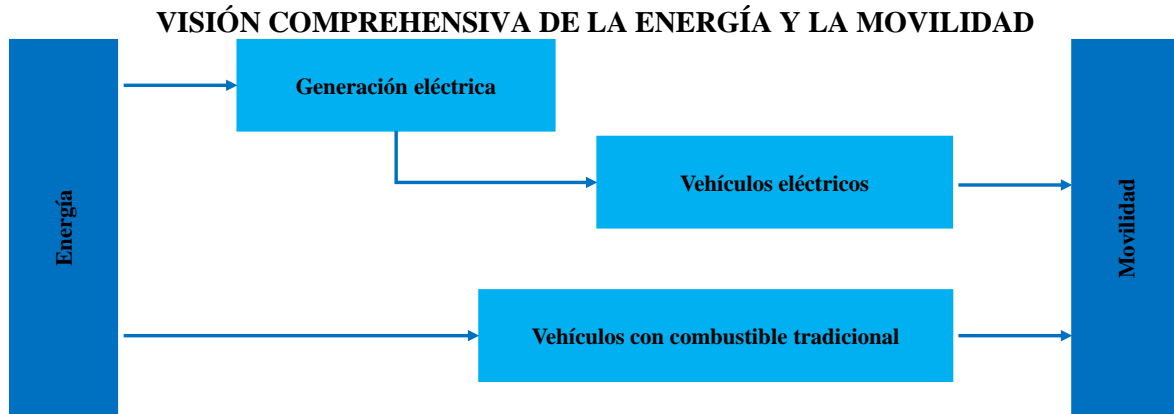 VISIÓN COMPREHENSIVA DE LA ENERGÍA Y LA MOVILIDAD
Generación eléctrica
Vehículos eléctricos
Energía
Movilidad
Vehículos con combustible tradicional